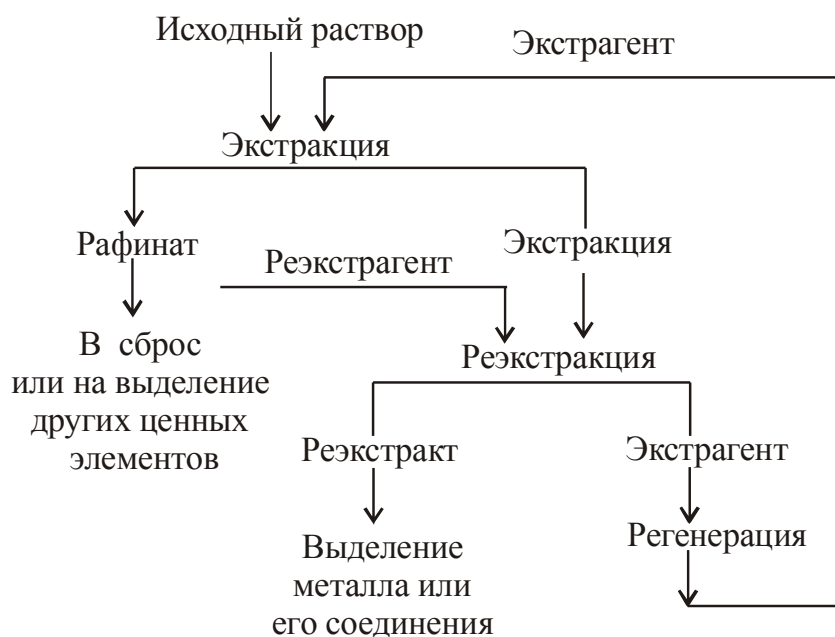 Исходный раствор
Экстрагент
Экстракция
Рафинат
Экстракция
Реэкстрагент
В сброс
или на выделение
других ценных
элементов
Реэкстракция
Реэкстракт
Экстрагент
Выделение
металла или
его соединения
Регенерация